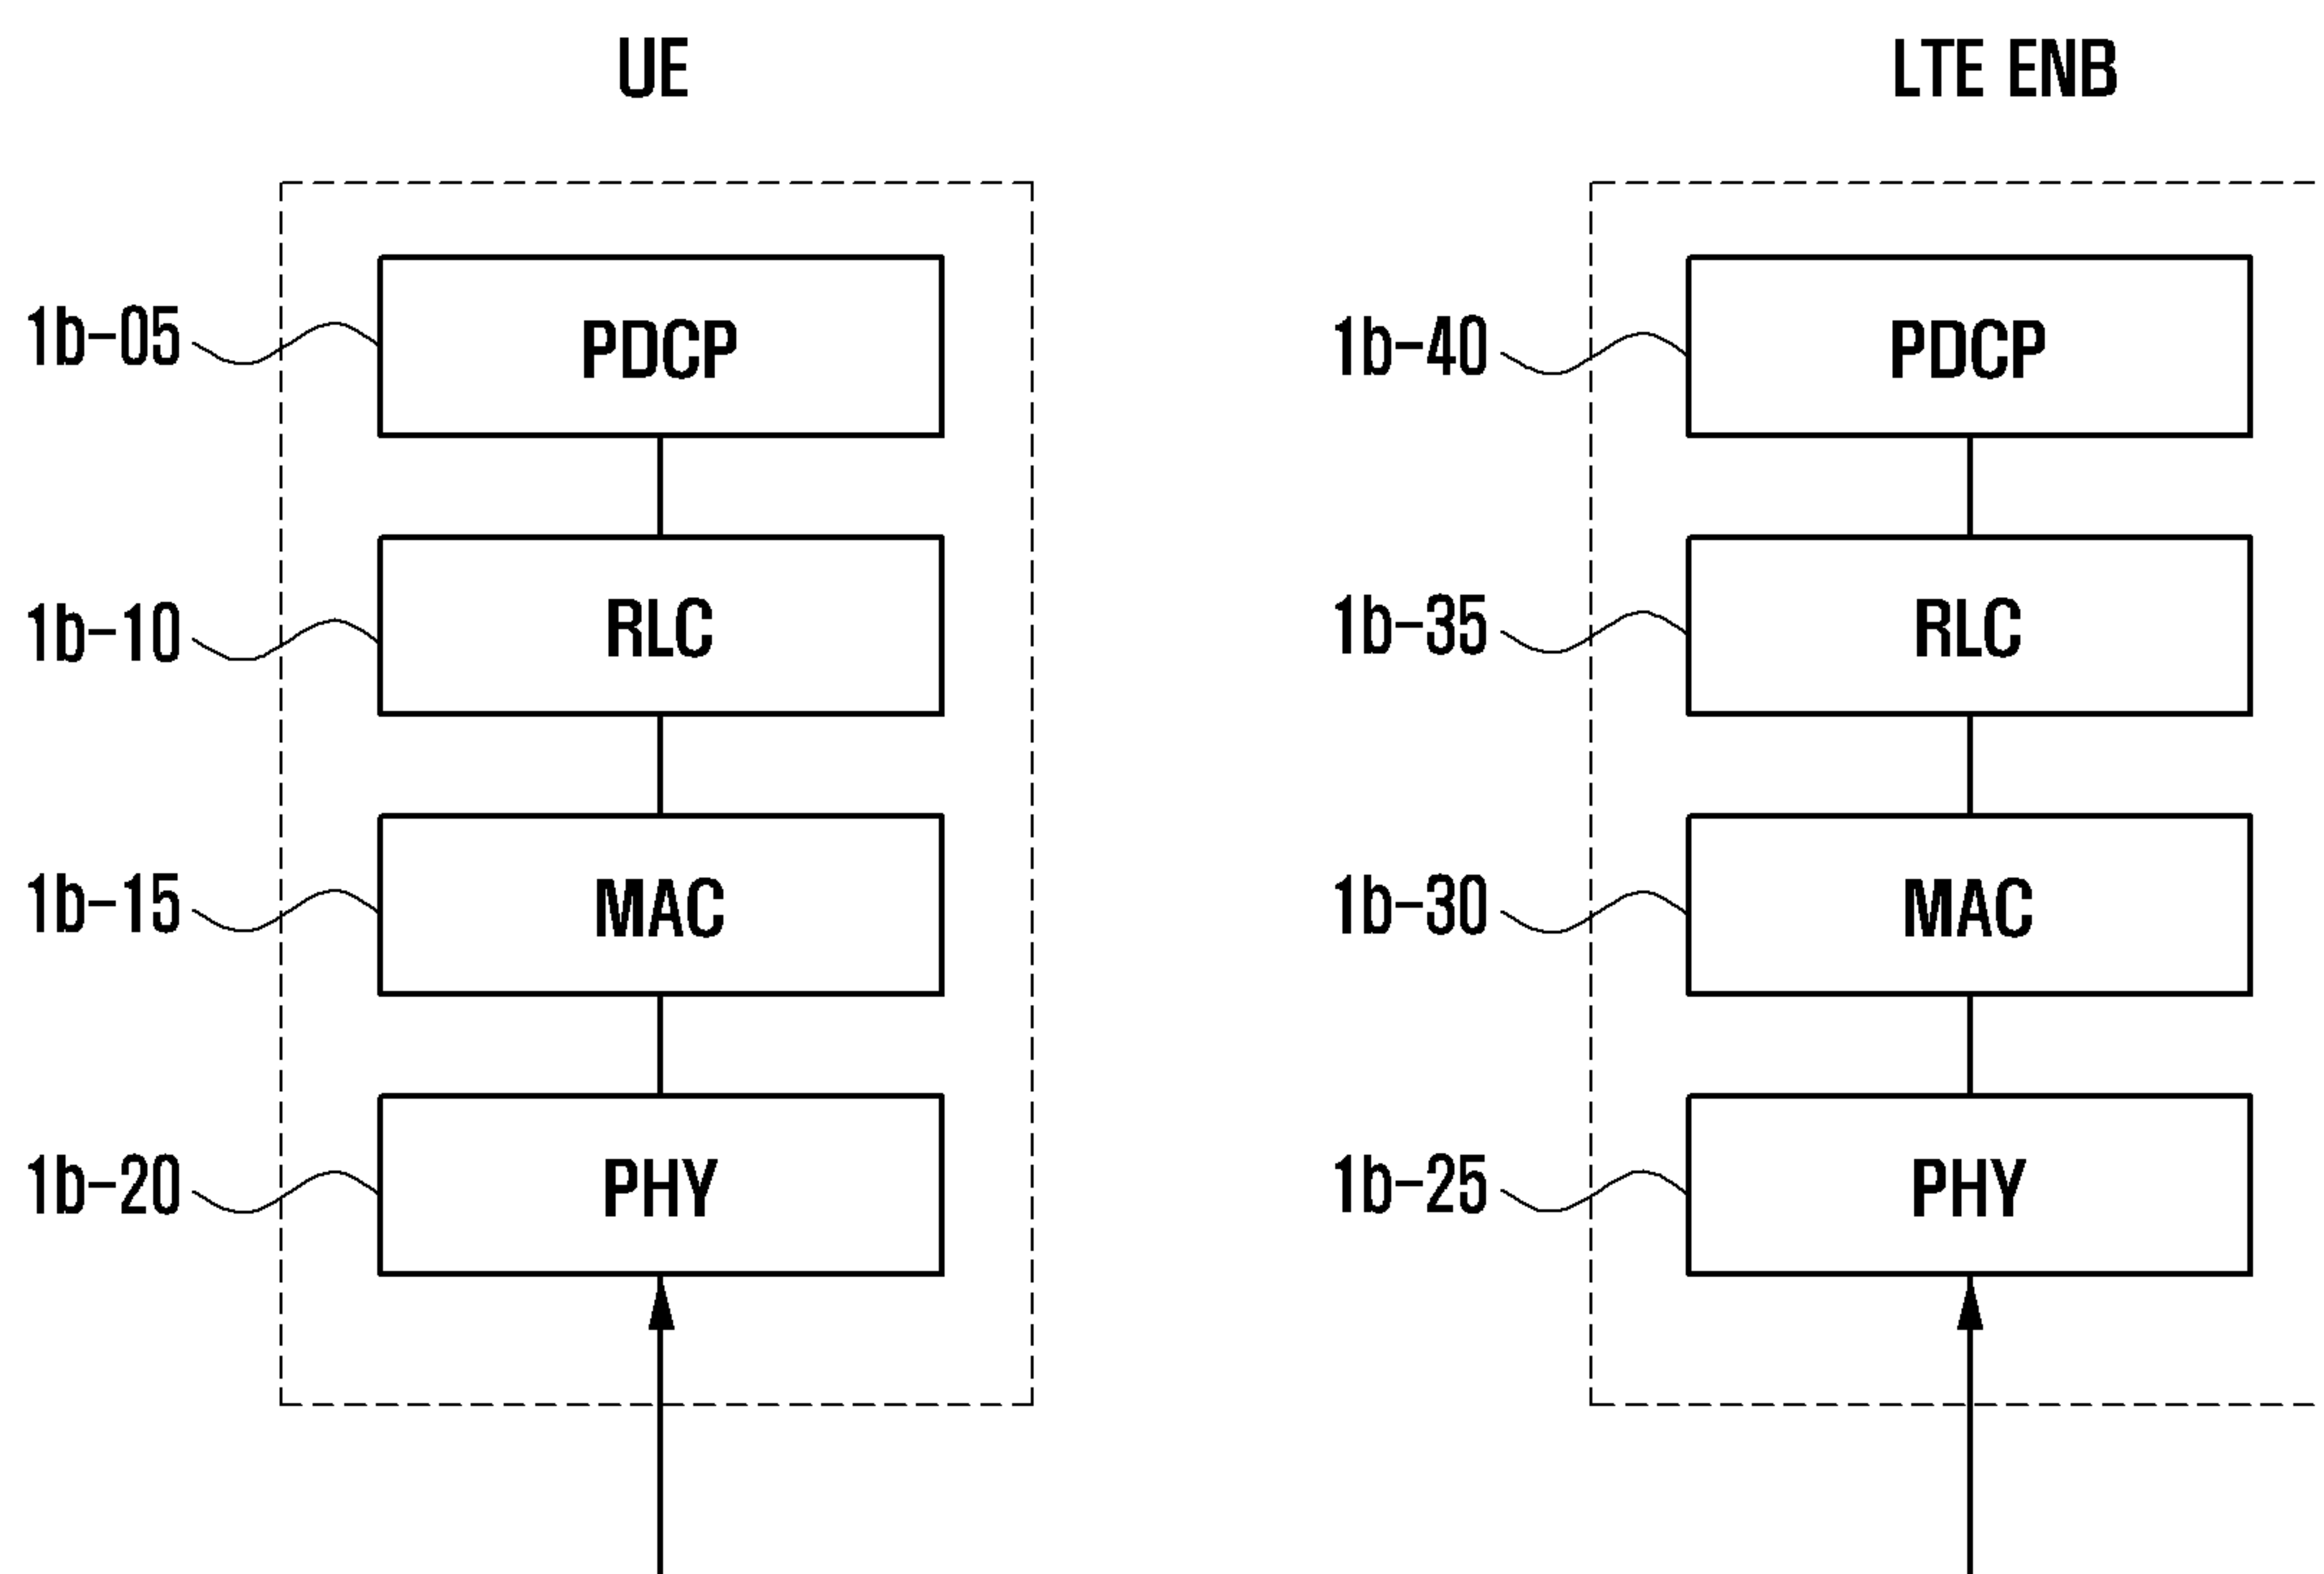 UE
LTE ENB
1b-05
PDCP
1b-40
PDCP
1b-10
RLC
1b-35
RLC
1b-15
MAC
1b-30
MAC
1b-20
PHY
1b-25
PHY